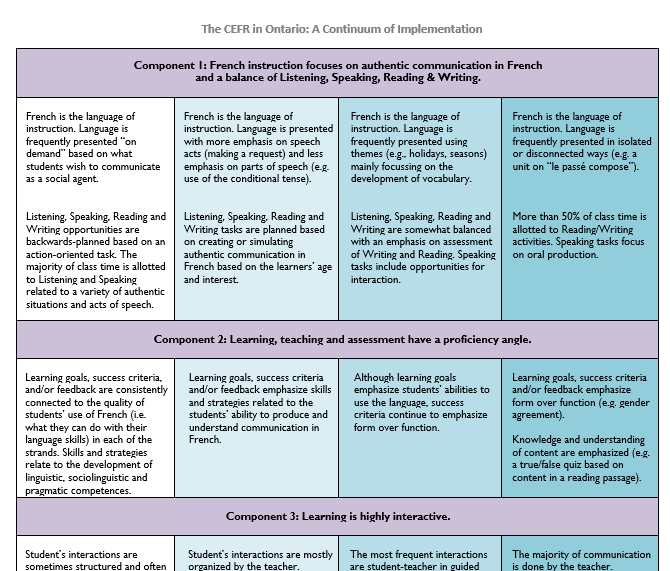 The CEFR in Ontario: A Continuum of Implementation
Component 1: French instruction focuses on authentic communication in French
and a balance of Listening, Speaking, Reading & Writing.
French is the language of
instruction. Language is
frequently presented “on
demand” based on what
students wish to communicate
as a social agent.
Listening, Speaking, Reading and
Writing opportunities are
backwards-planned based on an
action-oriented task. The
majority of class time is allotted
to Listening and Speaking
related to a variety of authentic
situations and acts of speech.
French is the language of
instruction. Language is presented
with more emphasis on speech
acts (making a request) and less
emphasis on parts of speech (e.g.
use of the conditional tense).
Listening, Speaking, Reading and
Writing tasks are planned based
on creating or simulating
authentic communication in
French based on the learners’ age
and interest.
French is the language of
instruction. Language is
frequently presented using
themes (e.g., holidays, seasons)
mainly focussing on the
development of vocabulary.
Listening, Speaking, Reading and
Writing are somewhat balanced
with an emphasis on assessment
of Writing and Reading. Speaking
tasks include opportunities for
interaction.
French is the language of
instruction. Language is
frequently presented in isolated
or disconnected ways (e.g. a
unit on “le passé compose”).
More than 50% of class time is
allotted to Reading/Writing
activities. Speaking tasks focus
on oral production.
Component 2: Learning, teaching and assessment have a proficiency angle.
Learning goals, success criteria,
and/or feedback are consistently
connected to the quality of
students’ use of French (i.e.
what they can do with their
language skills) in each of the
strands. Skills and strategies
relate to the development of
linguistic, sociolinguistic and
pragmatic competences.
Learning goals, success criteria
and/or feedback emphasize skills
and strategies related to the
students’ ability to produce and
understand communication in
French.
Although learning goals
emphasize students’ abilities to
use the language, success
criteria continue to emphasize
form over function.
Learning goals, success criteria
and/or feedback emphasize
form over function (e.g. gender
agreement).
Knowledge and understanding
of content are emphasized (e.g.
a true/false quiz based on
content in a reading passage).
Component 3: Learning is highly interactive.
Student’s interactions are
sometimes structured and often
Student’s interactions are mostly
organized by the teacher.
The most frequent interactions
are student-teacher in guided
The majority of communication
is done by the teacher.